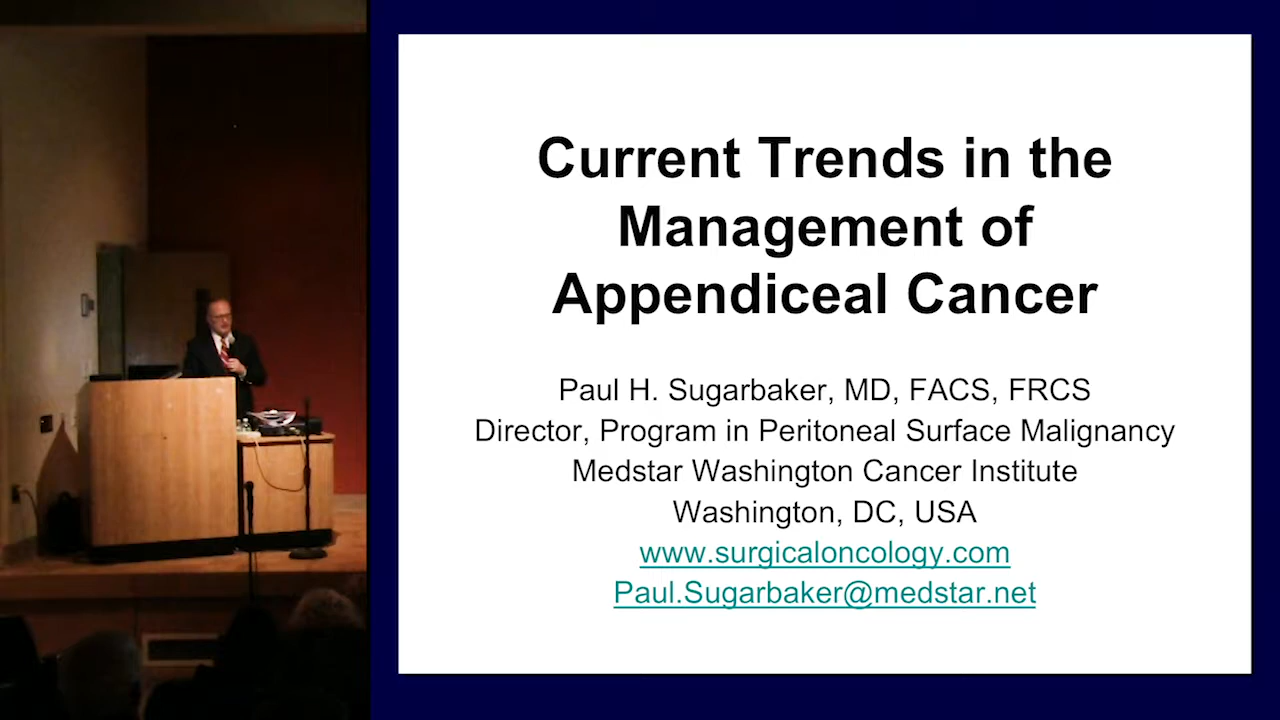 Current Trends in the
Management of
Appendiceal Cancer
Paul H. Sugarbaker, MD, FACS, FRCS
Director, Program in Peritoneal Surface Malignancy
Medstar Washington Cancer Institute
Washington, DC, USA
www.surgicaloncology.com
Paul.Sugarbaker@medstar.net